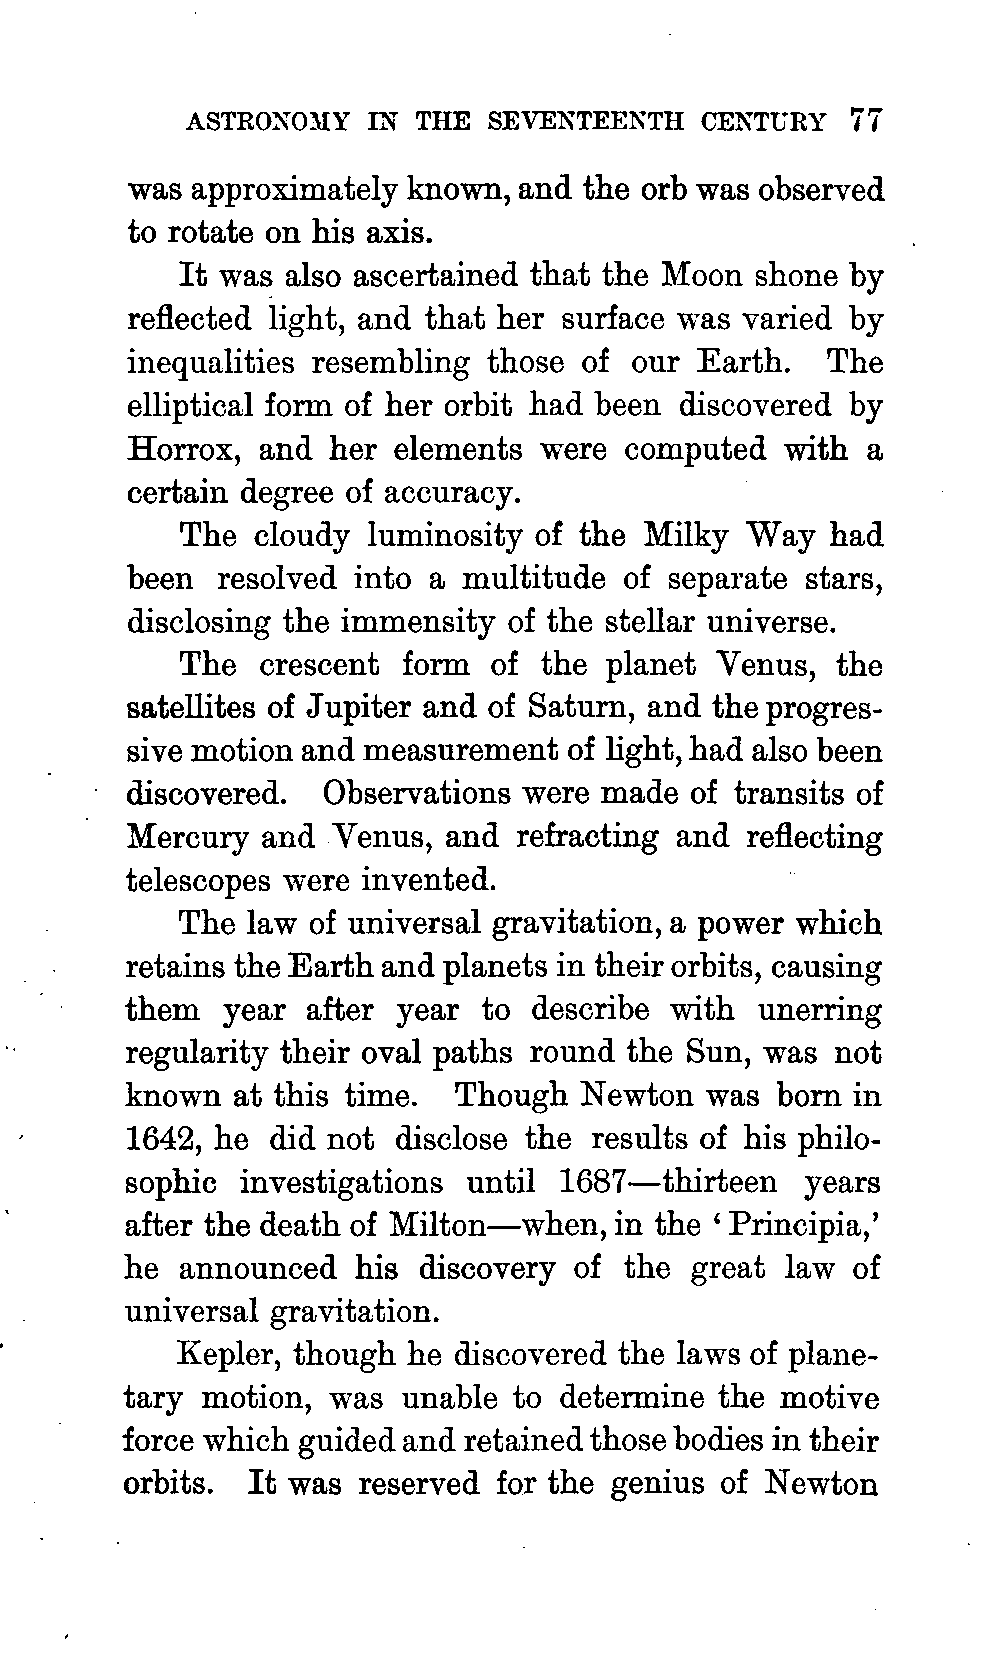 ASTRONOMY IN THE SEVENTEENTH CENTURY 77
was approximately known, and the orb was observed
to rotate on his axis.
It was also ascertained that the Moon shone by
reflected light, and that her surface was varied by
inequalities resembling those of our Earth. The
elliptical form of her orbit had been discovered by
Horrox, and her elements were computed with a
certain degree of accuracy.
The cloudy luminosity of the Milky Way had
been resolved into a multitude of separate stars,
disclosing the immensity of the stellar universe.
The crescent form of the planet Venus, the
satellites of Jupiter and of Saturn, and the progres-
sive motion and measurement of light, had also been
discovered. Observations were made of transits of
Mercury and Venus, and refracting and reflecting
telescopes were invented.
The law of universal gravitation, a power which
retains the Earth and planets in their orbits, causing
them year after year to describe with unerring
regularity their oval paths round the Sun, was not
known at this time. Though Newton was born in
1642, he did not disclose the results of his philo-
sophic investigations until 1687—thirteen years
after the death of Milton—when, in the ‘Principia,’
he announced his discovery of the great law of
universal gravitation.
Kepler, though he discovered the laws of plane-
tary motion, was unable to determine the motive
force which guided and retained those bodies in their
orbits. It was reserved for the genius of Newton